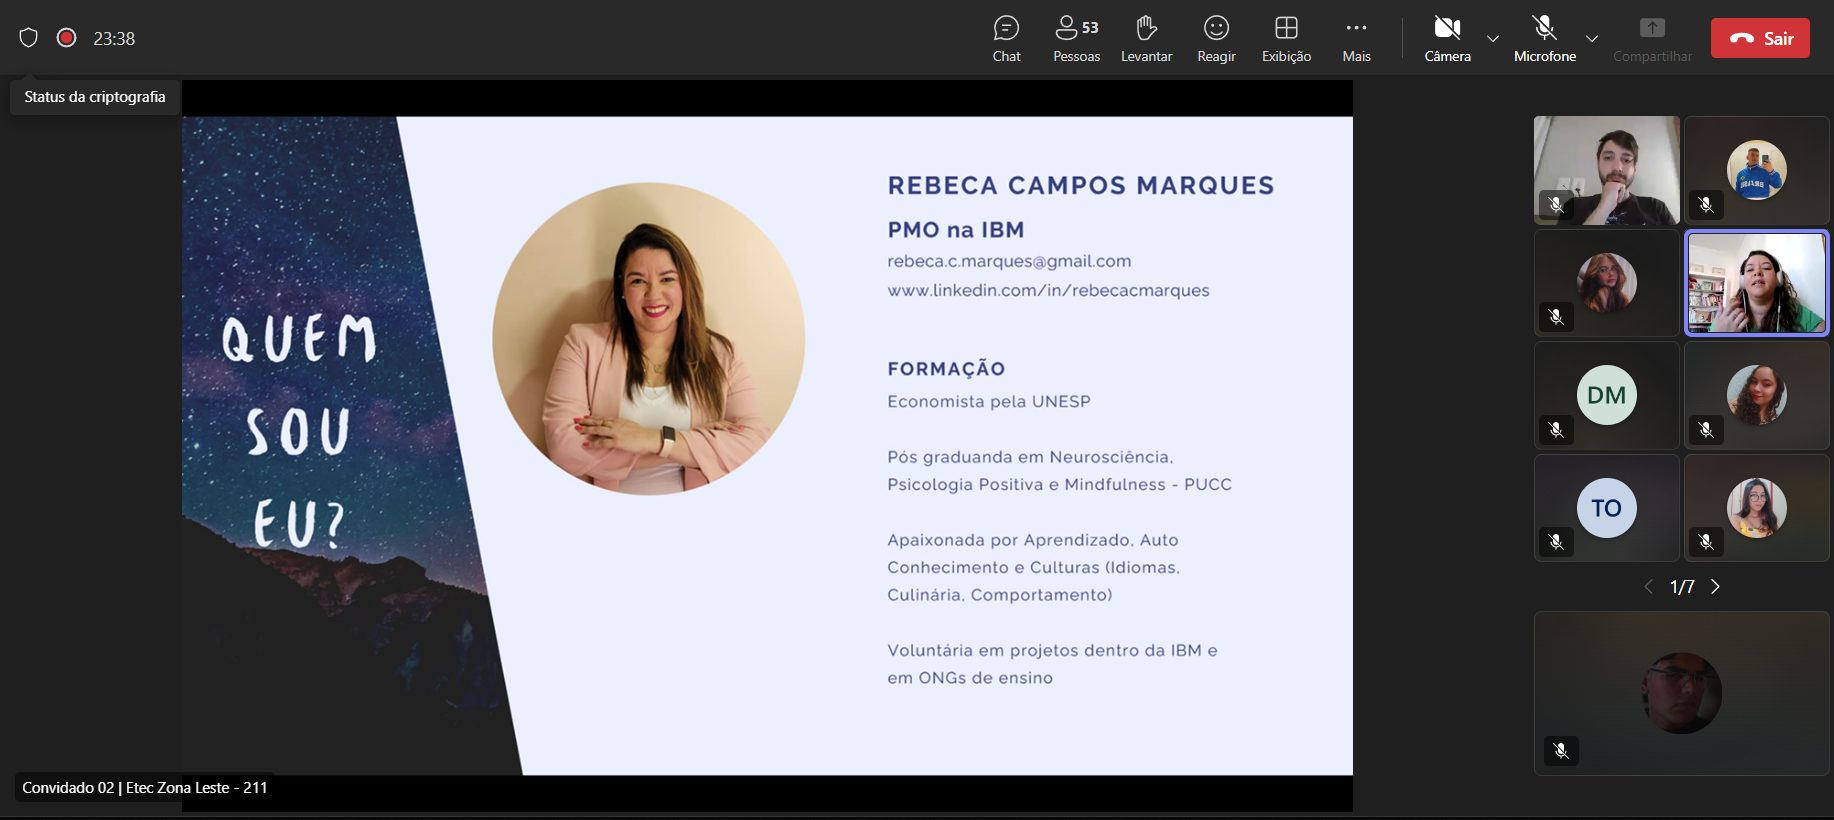 23:38
Chat
53
Pessoas
Levantar
Reagir
Exibição
Mais
Câmera
Microfone
Compartilhar
Sair
Status da criptografia
QUEM
SOU
EU?
REBECA CAMPOS MARQUES
PMO na IBM
rebeca.c.marques@gmail.com
www.linkedin.com/in/rebecacmarques
FORMAÇÃO
Economista pela UNESP
Pós graduanda em Neurosciência,
Psicologia Positiva e Mindfulness - PUCC
Apaixonada por Aprendizado, Auto
Conhecimento e Culturas (Idiomas,
Culinária, Comportamento)
Voluntária em projetos dentro da IBM e
em ONGs de ensino
DM
TO
1/7
Convidado 02 | Etec Zona Leste - 211